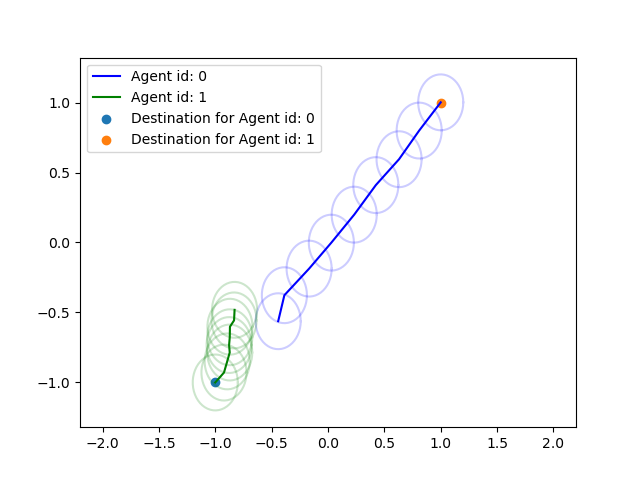 Agent id: 0
Agent id: 1
Destination for Agent id: 0
Destination for Agent id: 1
1.0
0.5
0.0
−0.5
−1.0
−2.0 −1.5 −1.0 −0.5 0.0 0.5 1.0 1.5 2.0